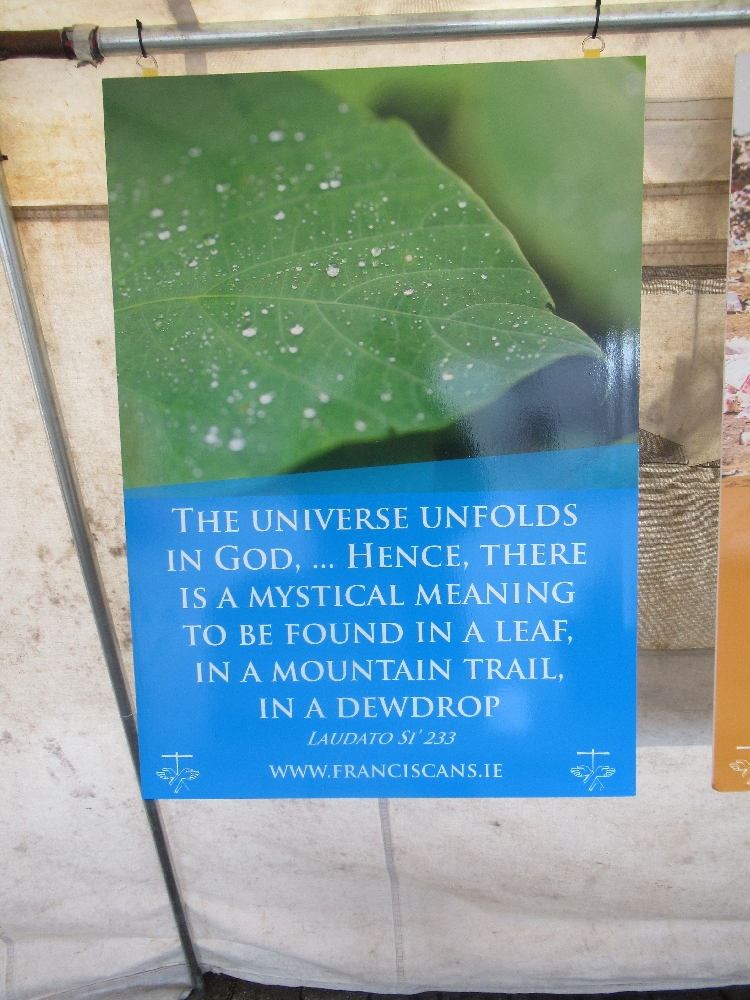 THE UNIVERSE UNFOLDS
IN GOD, ... HENCE, THERE
IS A MYSTICAL MEANING
TO BE FOUND IN A LEAF,
IN A MOUNTAIN TRAIL,
IN A DEWDROP
LAUDATO SI' 233
WWW.FRANCISCANS.IE